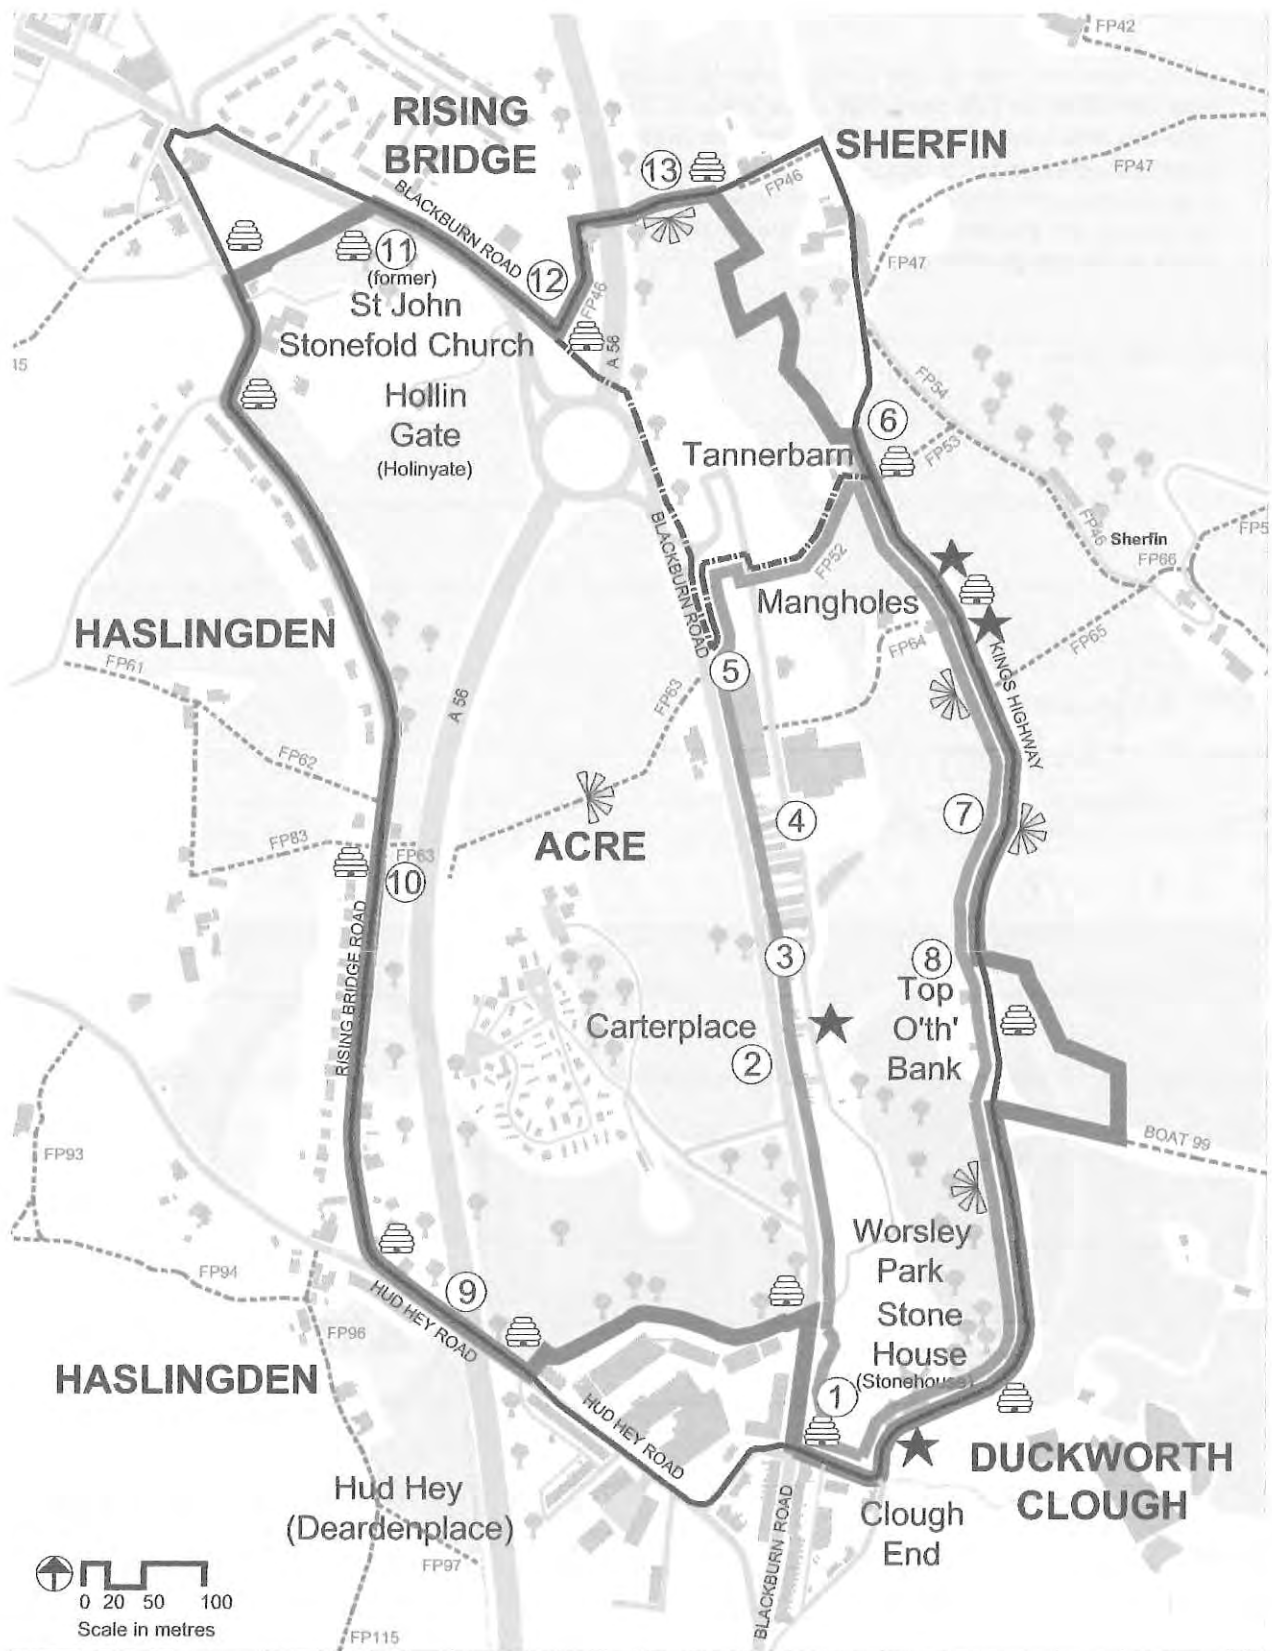 FP42
RISING
BRIDGE
SHERFIN
13
FP46
FP47
FP47
BLACKBURN ROAD
11
(former)
12
FP46
St John
Stonefold Church
A 56
15
Hollin
Gate
(Holinyate)
FP54
6
Tannerbarn
FP53
FP46
Sherfin
FP5
FP66
BLACKBURN ROAD
FP52
Mangholes
HASLINGDEN
FP61
FP64
FP65
5
KINGS HIGHWAY
FP63
A 56
FP62
7
4
ACRE
FP83
FP63
10
RISING BRIDGE ROAD
3
8
Top
O'th'
Bank
Carterplace
2
BOAT 99
FP93
Worsley
Park
FP94
9
HUD HEY ROAD
Stone
House
(Stonehouse)
FP96
HASLINGDEN
1
HUD HEY ROAD
DUCKWORTH
CLOUGH
Hud Hey
(Deardenplace)
BLACKBURN ROAD
Clough
End
FP97
0 20 50 100
Scale in metres
FP115